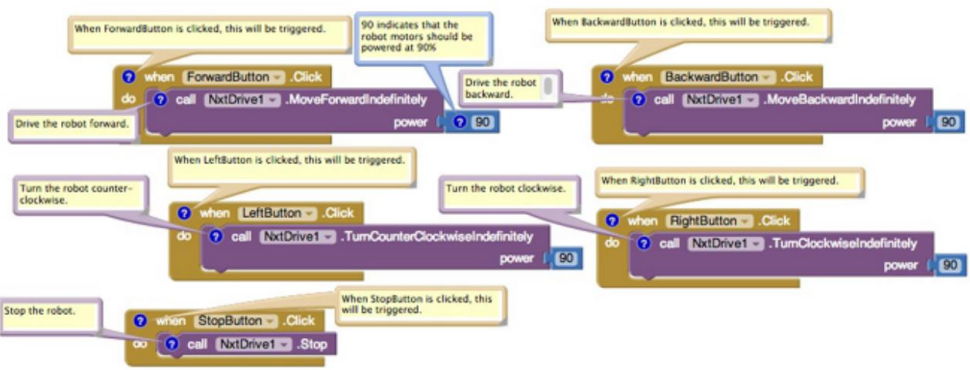 When ForwardButton is clicked, this will be triggered.
90 indicates that the
robot motors should be
powered at 90%
? when ForwardButton .Click
do ? call NxtDrive1 .MoveForwardIndefinitely
power ? 90
Drive the robot forward.
When BackwardButton is clicked, this will be triggered.
Drive the robot
backward.
? when BackwardButton .Click
do ? call NxtDrive1 .MoveBackwardIndefinitely
power 90
When LeftButton is clicked, this will be triggered.
Turn the robot counter-
clockwise.
? when LeftButton .Click
do ? call NxtDrive1 .TurnCounterClockwiseIndefinitely
power 90
When RightButton is clicked, this will be triggered.
Turn the robot clockwise.
? when RightButton .Click
do ? call NxtDrive1 .TurnClockwiseIndefinitely
power 90
When StopButton is clicked, this
will be triggered.
Stop the robot.
? when StopButton .Click
do ? call NxtDrive1 .Stop